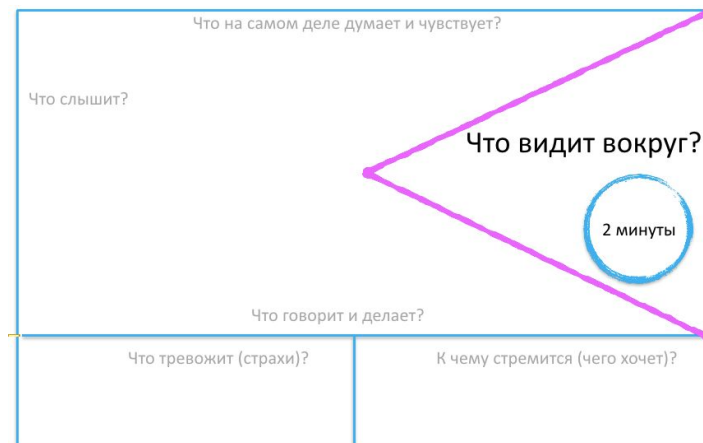 Что на самом деле думает и чувствует?
Что слышит?
Что видит вокруг?
2 минуты
Что говорит и делает?
Что тревожит (страхи)?
К чему стремится (чего хочет)?